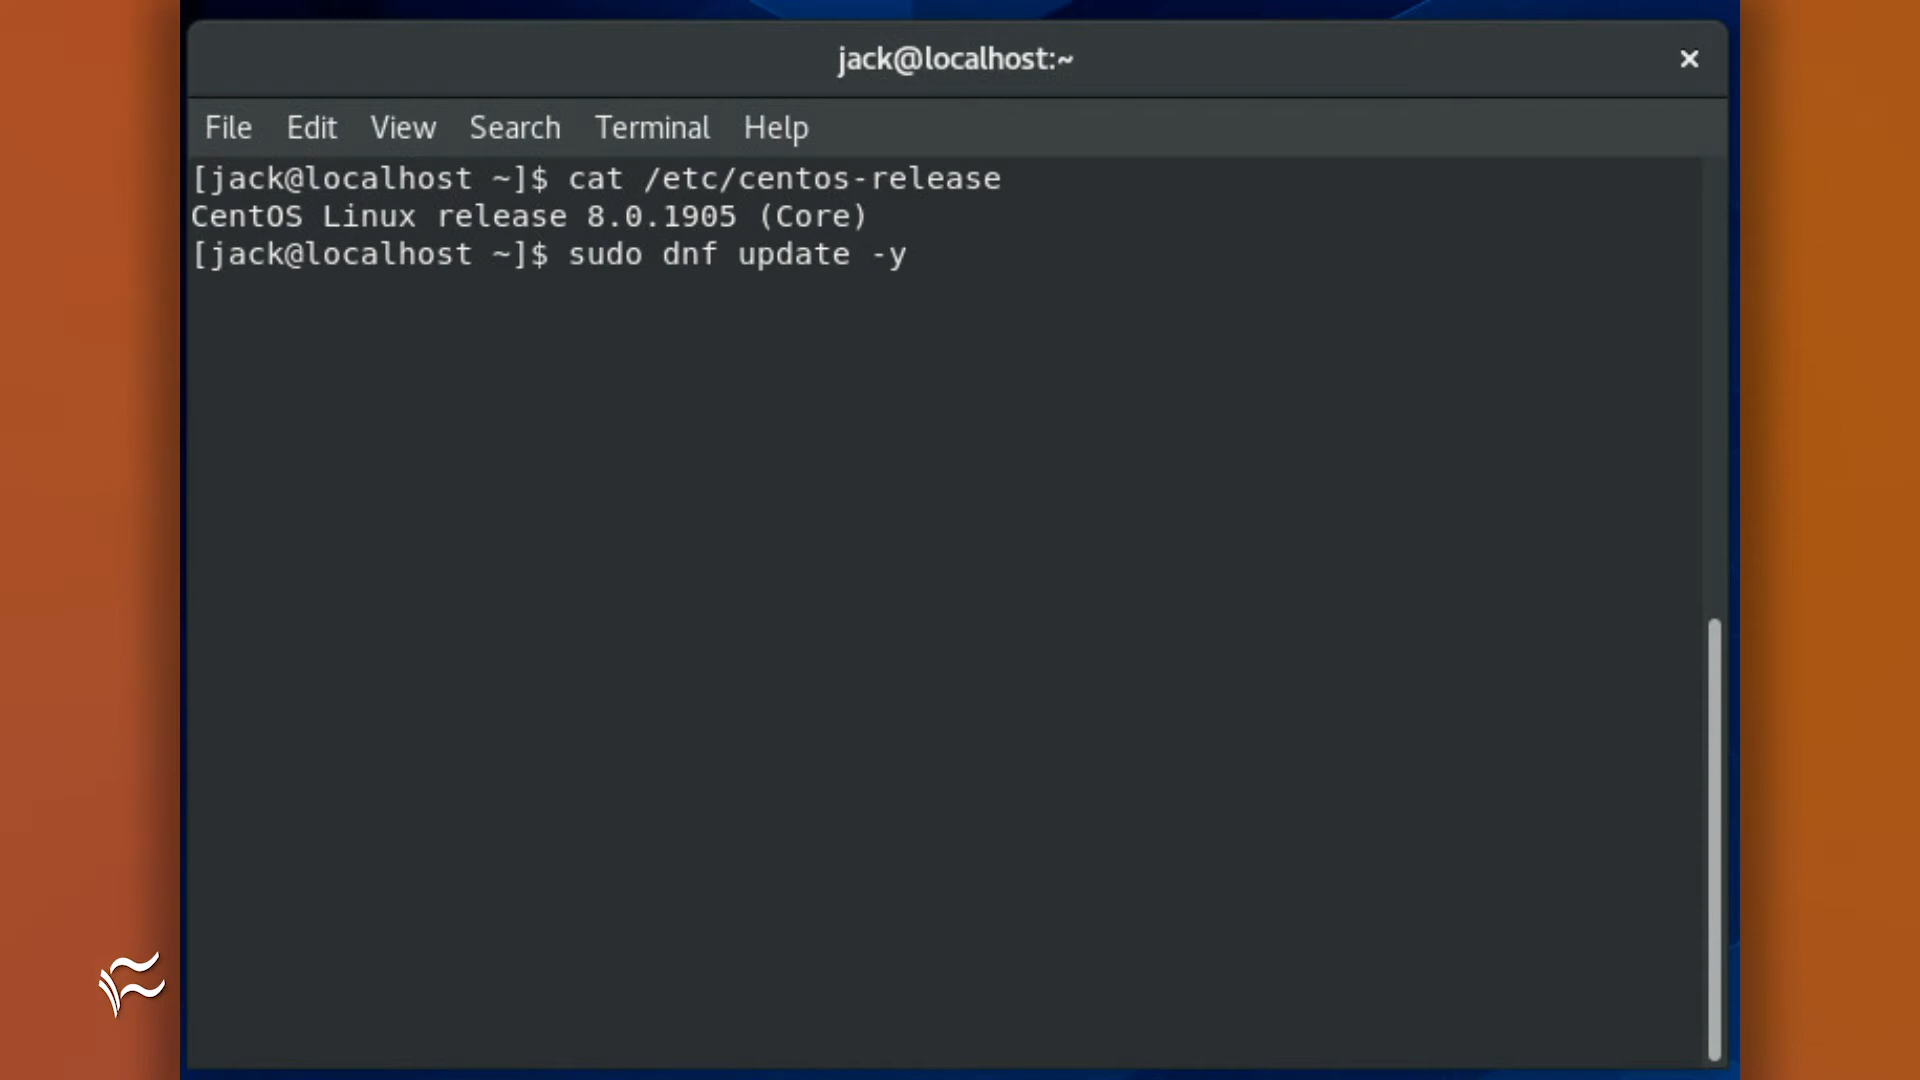 jack@localhost:~
File Edit View Search Terminal Help
[jack@localhost ~]$ cat /etc/centos-release
CentOS Linux release 8.0.1905 (Core)
[jack@localhost ~]$ sudo dnf update -y